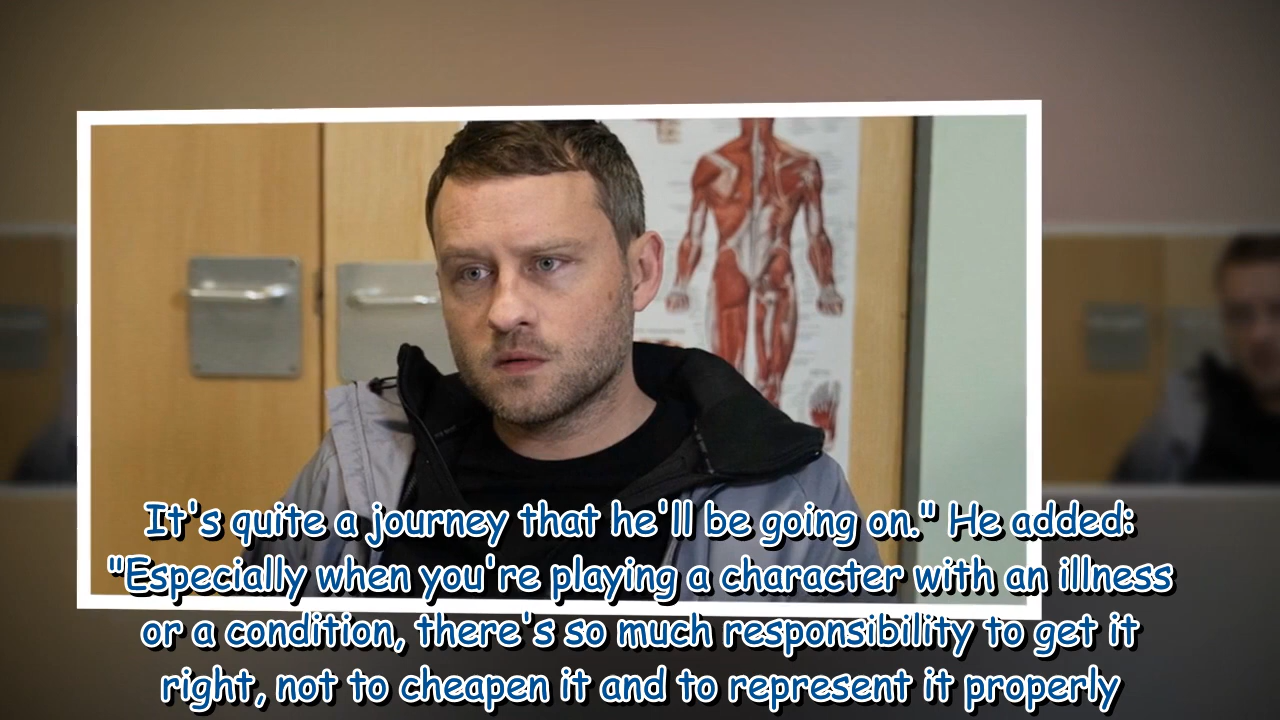 It's quite a journey that he'll be going on." He added:
"Especially when you're playing a character with an illness
or a condition, there's so much responsibility to get it
right, not to cheapen it and to represent it properly